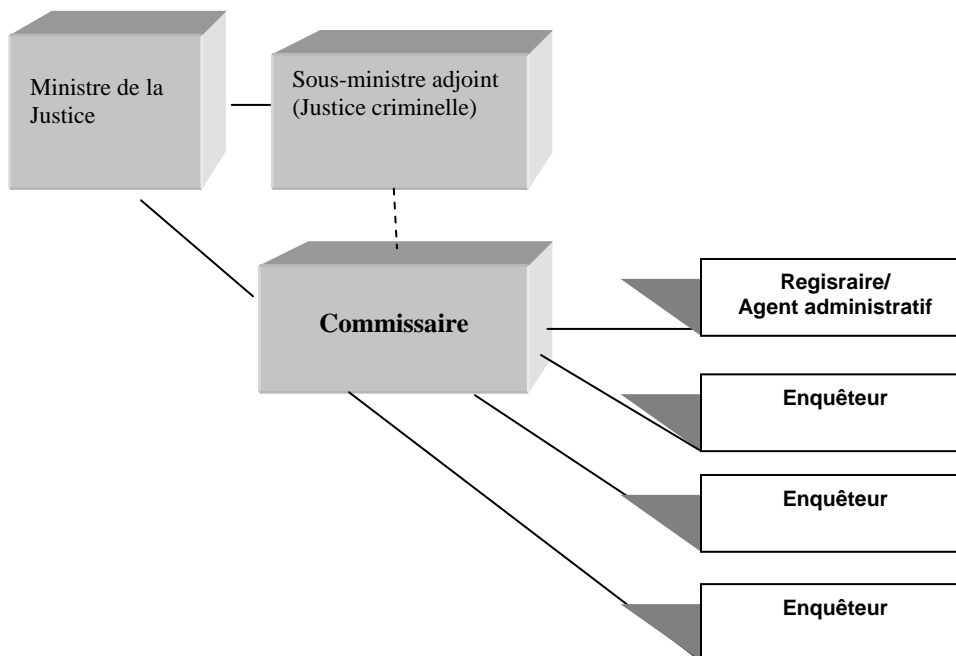 Ministre de la
Justice
Sous-ministre adjoint
(Justice criminelle)
Commissaire
Regisraire/
Agent administratif
Enquêteur
Enquêteur
Enquêteur